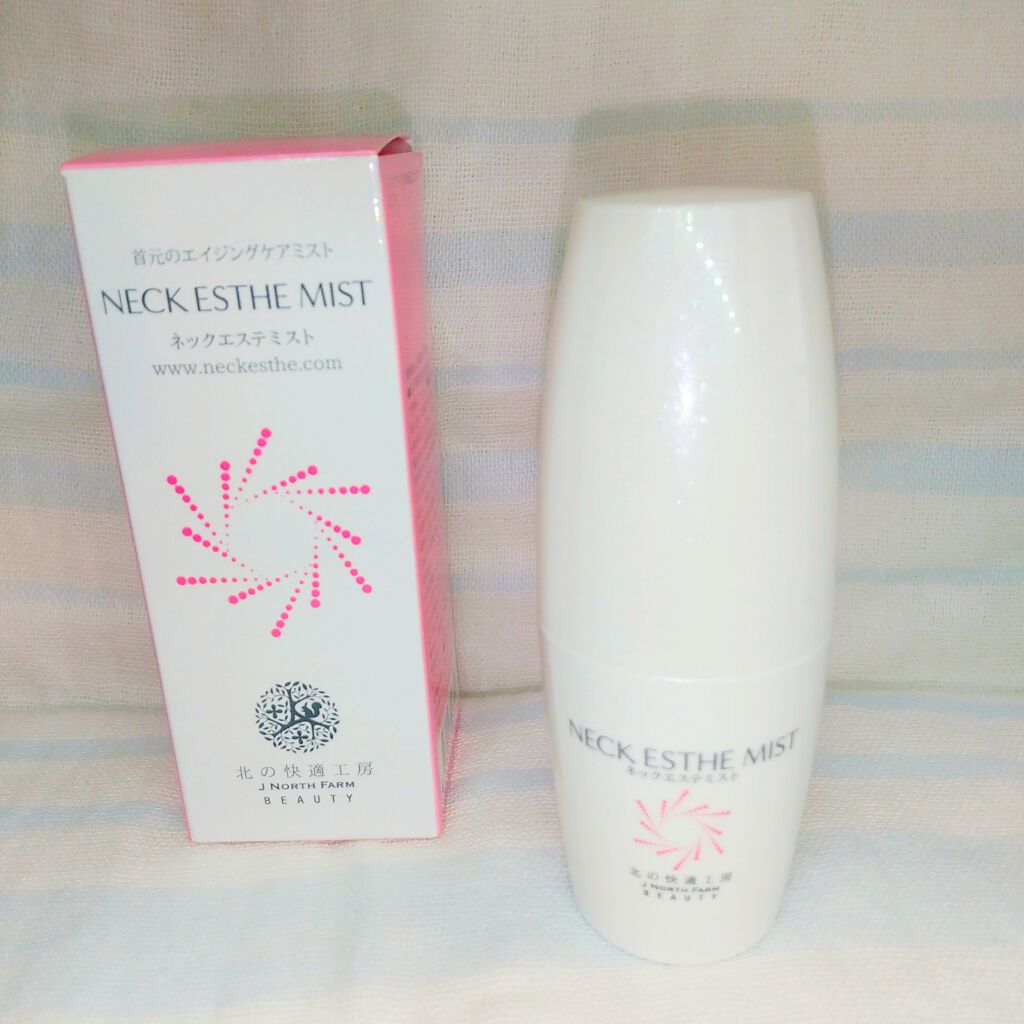 首元のエイジングケアミスト
NECK ESTHE MIST
ネックエステミスト
www.neckesthe.com
北の快適工房
J NORTH FARM
BEAUTY
NECK ESTHE MIST
ネックエステミスト
北の快適工房
J NORTH FARM
BEAUTY